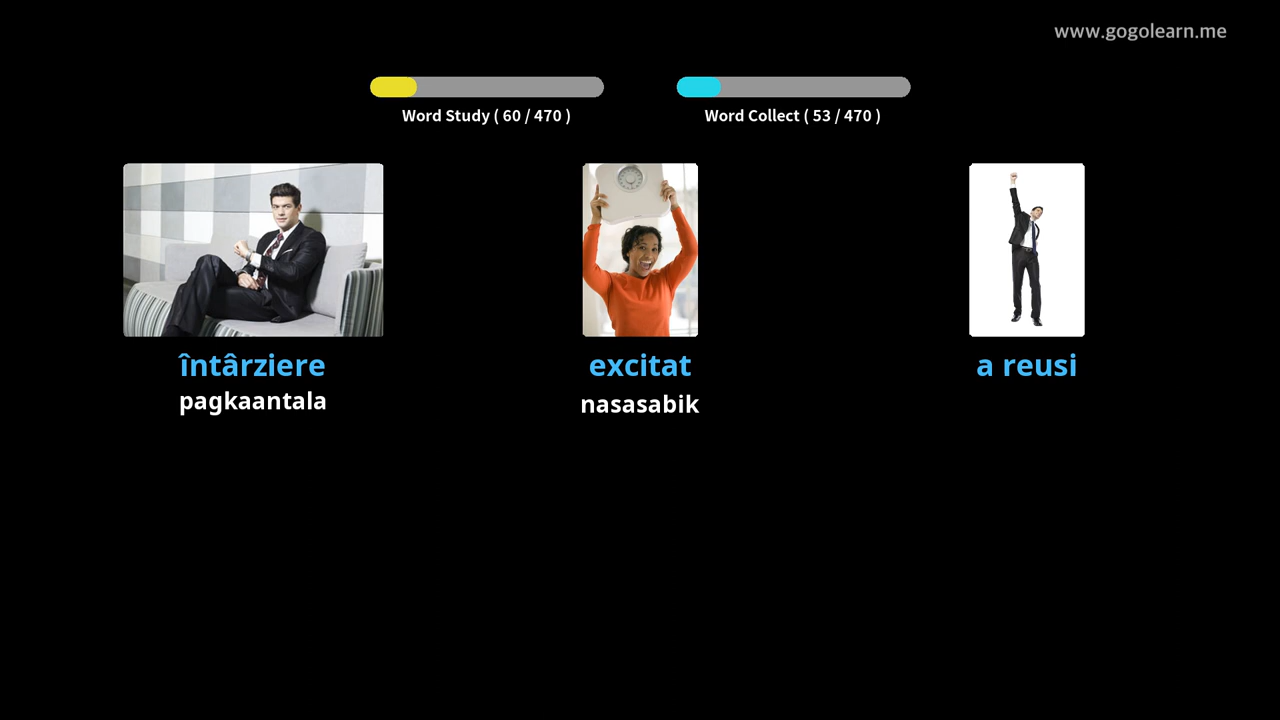 www.gogolearn.me
Word Study ( 60 / 470 )
Word Collect ( 53 / 470 )
întârziere
pagkaantala
excitat
nasasabik
a reusi